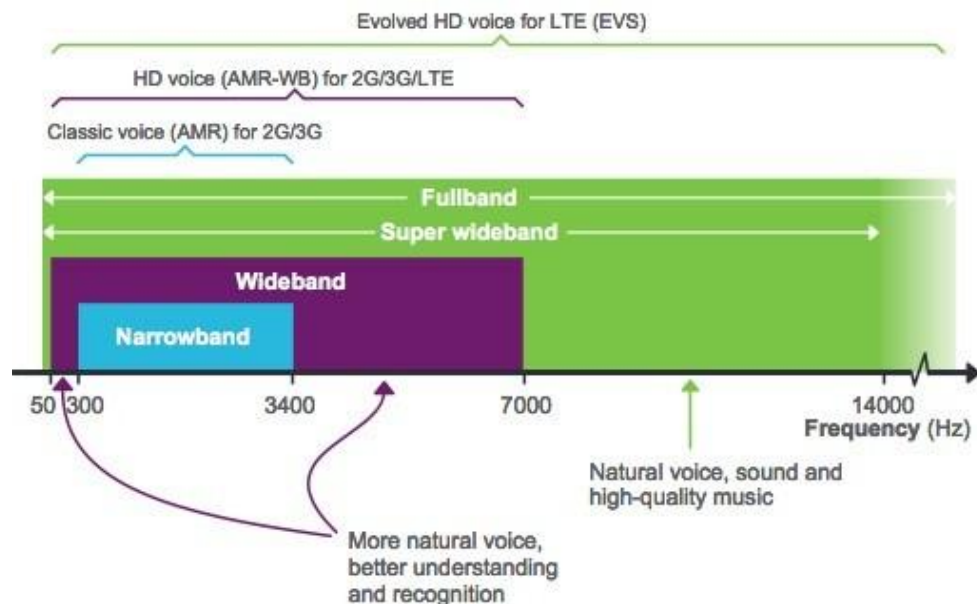 Evolved HD voice for LTE (EVS)
HD voice (AMR-WB) for 2G/3G/LTE
Classic voice (AMR) for 2G/3G
Fullband
Super wideband
Wideband
Narrowband
50 300 3400 7000 14000
Frequency (Hz)
Natural voice, sound and
high-quality music
More natural voice,
better understanding
and recognition